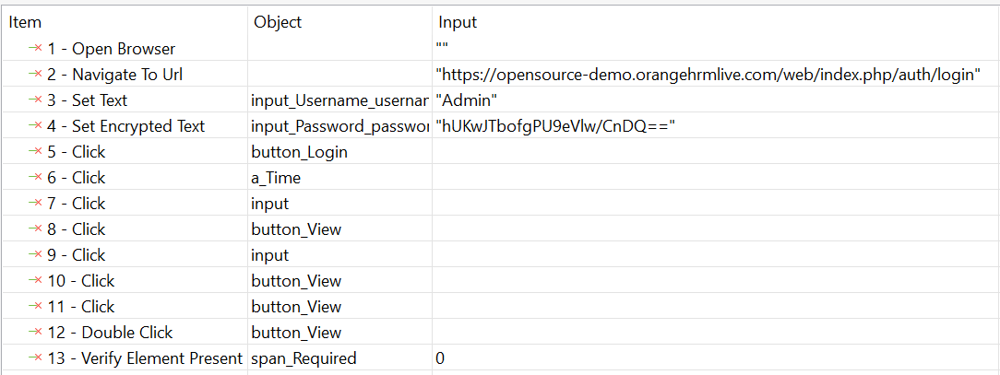 Item Object Input
1 - Open Browser ""
2 - Navigate To Url "https://opensource-demo.orangehrmlive.com/web/index.php/auth/login"
3 - Set Text input_Username_usernar "Admin"
4 - Set Encrypted Text input_Password_passwor "hUKwJTbofgPU9eVlw/CnDQ=="
5 - Click button_Login
6 - Click a_Time
7 - Click input
8 - Click button_View
9 - Click input
10 - Click button_View
11 - Click button_View
12 - Double Click button_View
13 - Verify Element Present span_Required 0